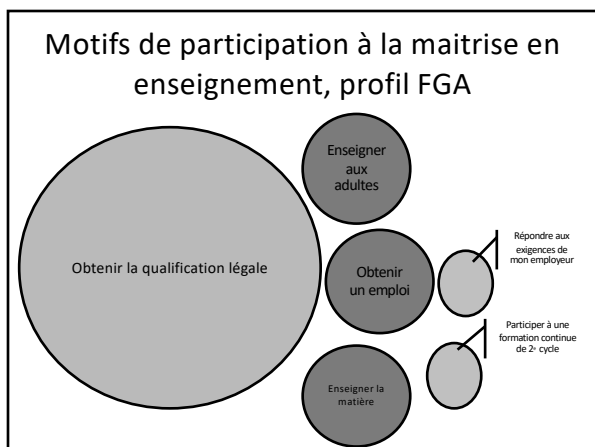 Motifs de participation à la maitrise en
enseignement, profil FGA
Enseigner
aux
adultes
Obtenir la qualification légale
Obtenir
un emploi
Répondre aux
exigences de
mon employeur
Participer à une
formation continue
de 2e cycle
Enseigner la
matière